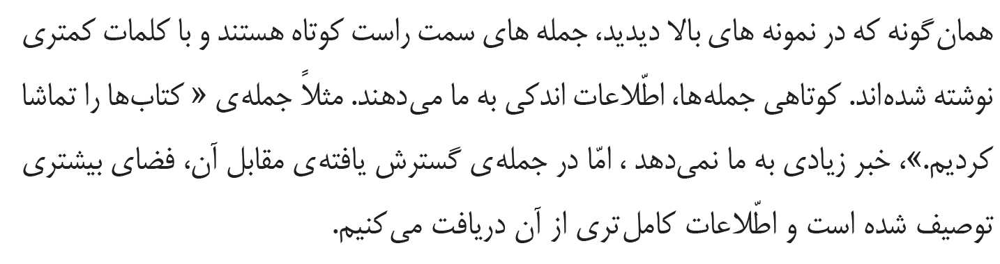 همان گونه که در نمونه های بالا دیدید، جمله های سمت راست کوتاه هستند و با کلمات کمتری
نوشته شده‌اند. کوتاهی جمله‌ها، اطّلاعات اندکی به ما می‌دهند. مثلاً جمله‌ی « کتاب‌ها را تماشا
کردیم.»، خبر زیادی به ما نمی‌دهد ، امّا در جمله‌ی گسترش یافته‌ی مقابل آن، فضای بیشتری
توصیف شده است و اطّلاعات کامل‌تری از آن دریافت می‌کنیم.